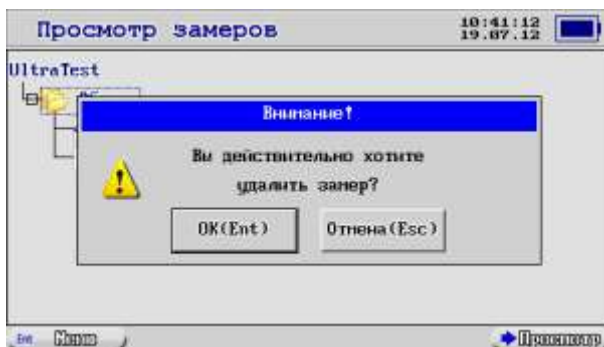 Просмотр замеров
10:41:12
19.07.12
UltraTest
Внимание!
Вы действительно хотите
удалить замер?
OK(Ent)
Отмена(Esc)
Ent
Просмотр